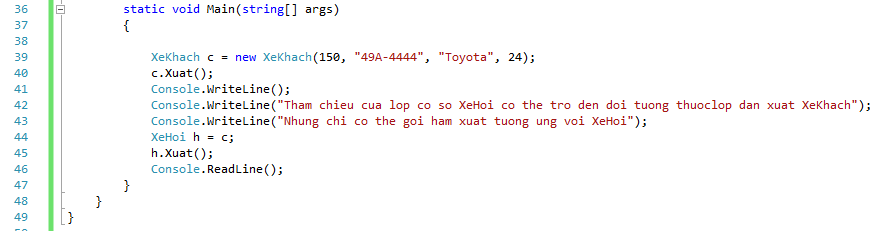 36 static void Main(string[] args)
37 {
38
39 XeKhach c = new XeKhach(150, "49A-4444", "Toyota", 24);
40 c.Xuat();
41 Console.WriteLine();
42 Console.WriteLine("Tham chieu cua lop co so XeHoi co the tro den doi tuong thuoclop dan xuat XeKhach");
43 Console.WriteLine("Nhung chi co the goi ham xuat tuong ung voi XeHoi");
44 XeHoi h = c;
45 h.Xuat();
46 Console.ReadLine();
47 }
48 }
49 }